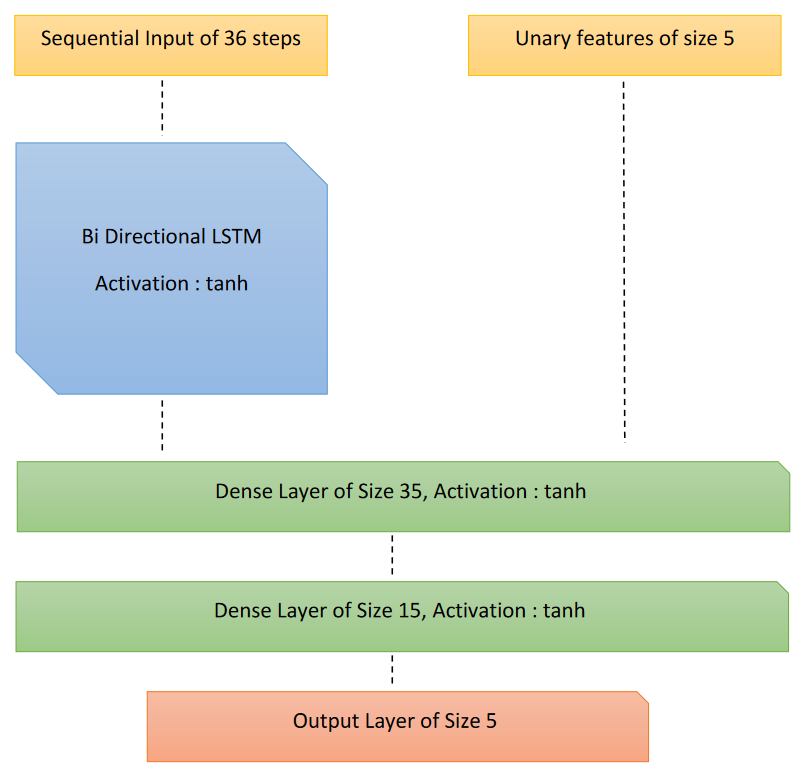 Sequential Input of 36 steps
Unary features of size 5
Bi Directional LSTM
Activation : tanh
Dense Layer of Size 35, Activation : tanh
Dense Layer of Size 15, Activation : tanh
Output Layer of Size 5